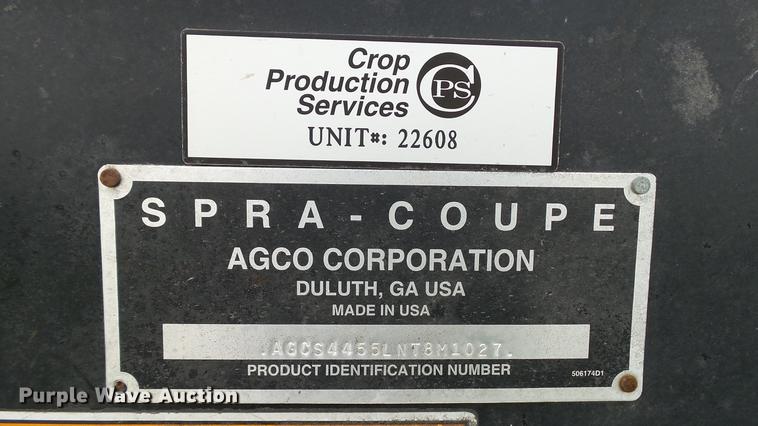 Crop
Production
Services
CPS
UNIT#: 22608
SPRA-COUPE
AGCO CORPORATION
DULUTH, GA USA
MADE IN USA
.AGCS4455LNT8M1027.
PRODUCT IDENTIFICATION NUMBER
506174D1
Purple Wave Auction